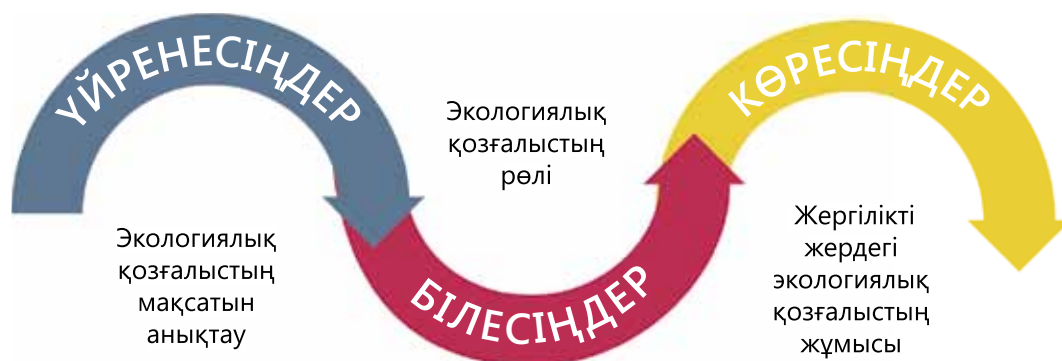 ҮЙРЕНЕСІҢДЕР
Экологиялық
қозғалыстың
мақсатын
анықтау
БІЛЕСІҢДЕР
Экологиялық
қозғалыстың
рөлі
КӨРЕСІҢДЕР
Жергілікті
жердегі
экологиялық
қозғалыстың
жұмысы